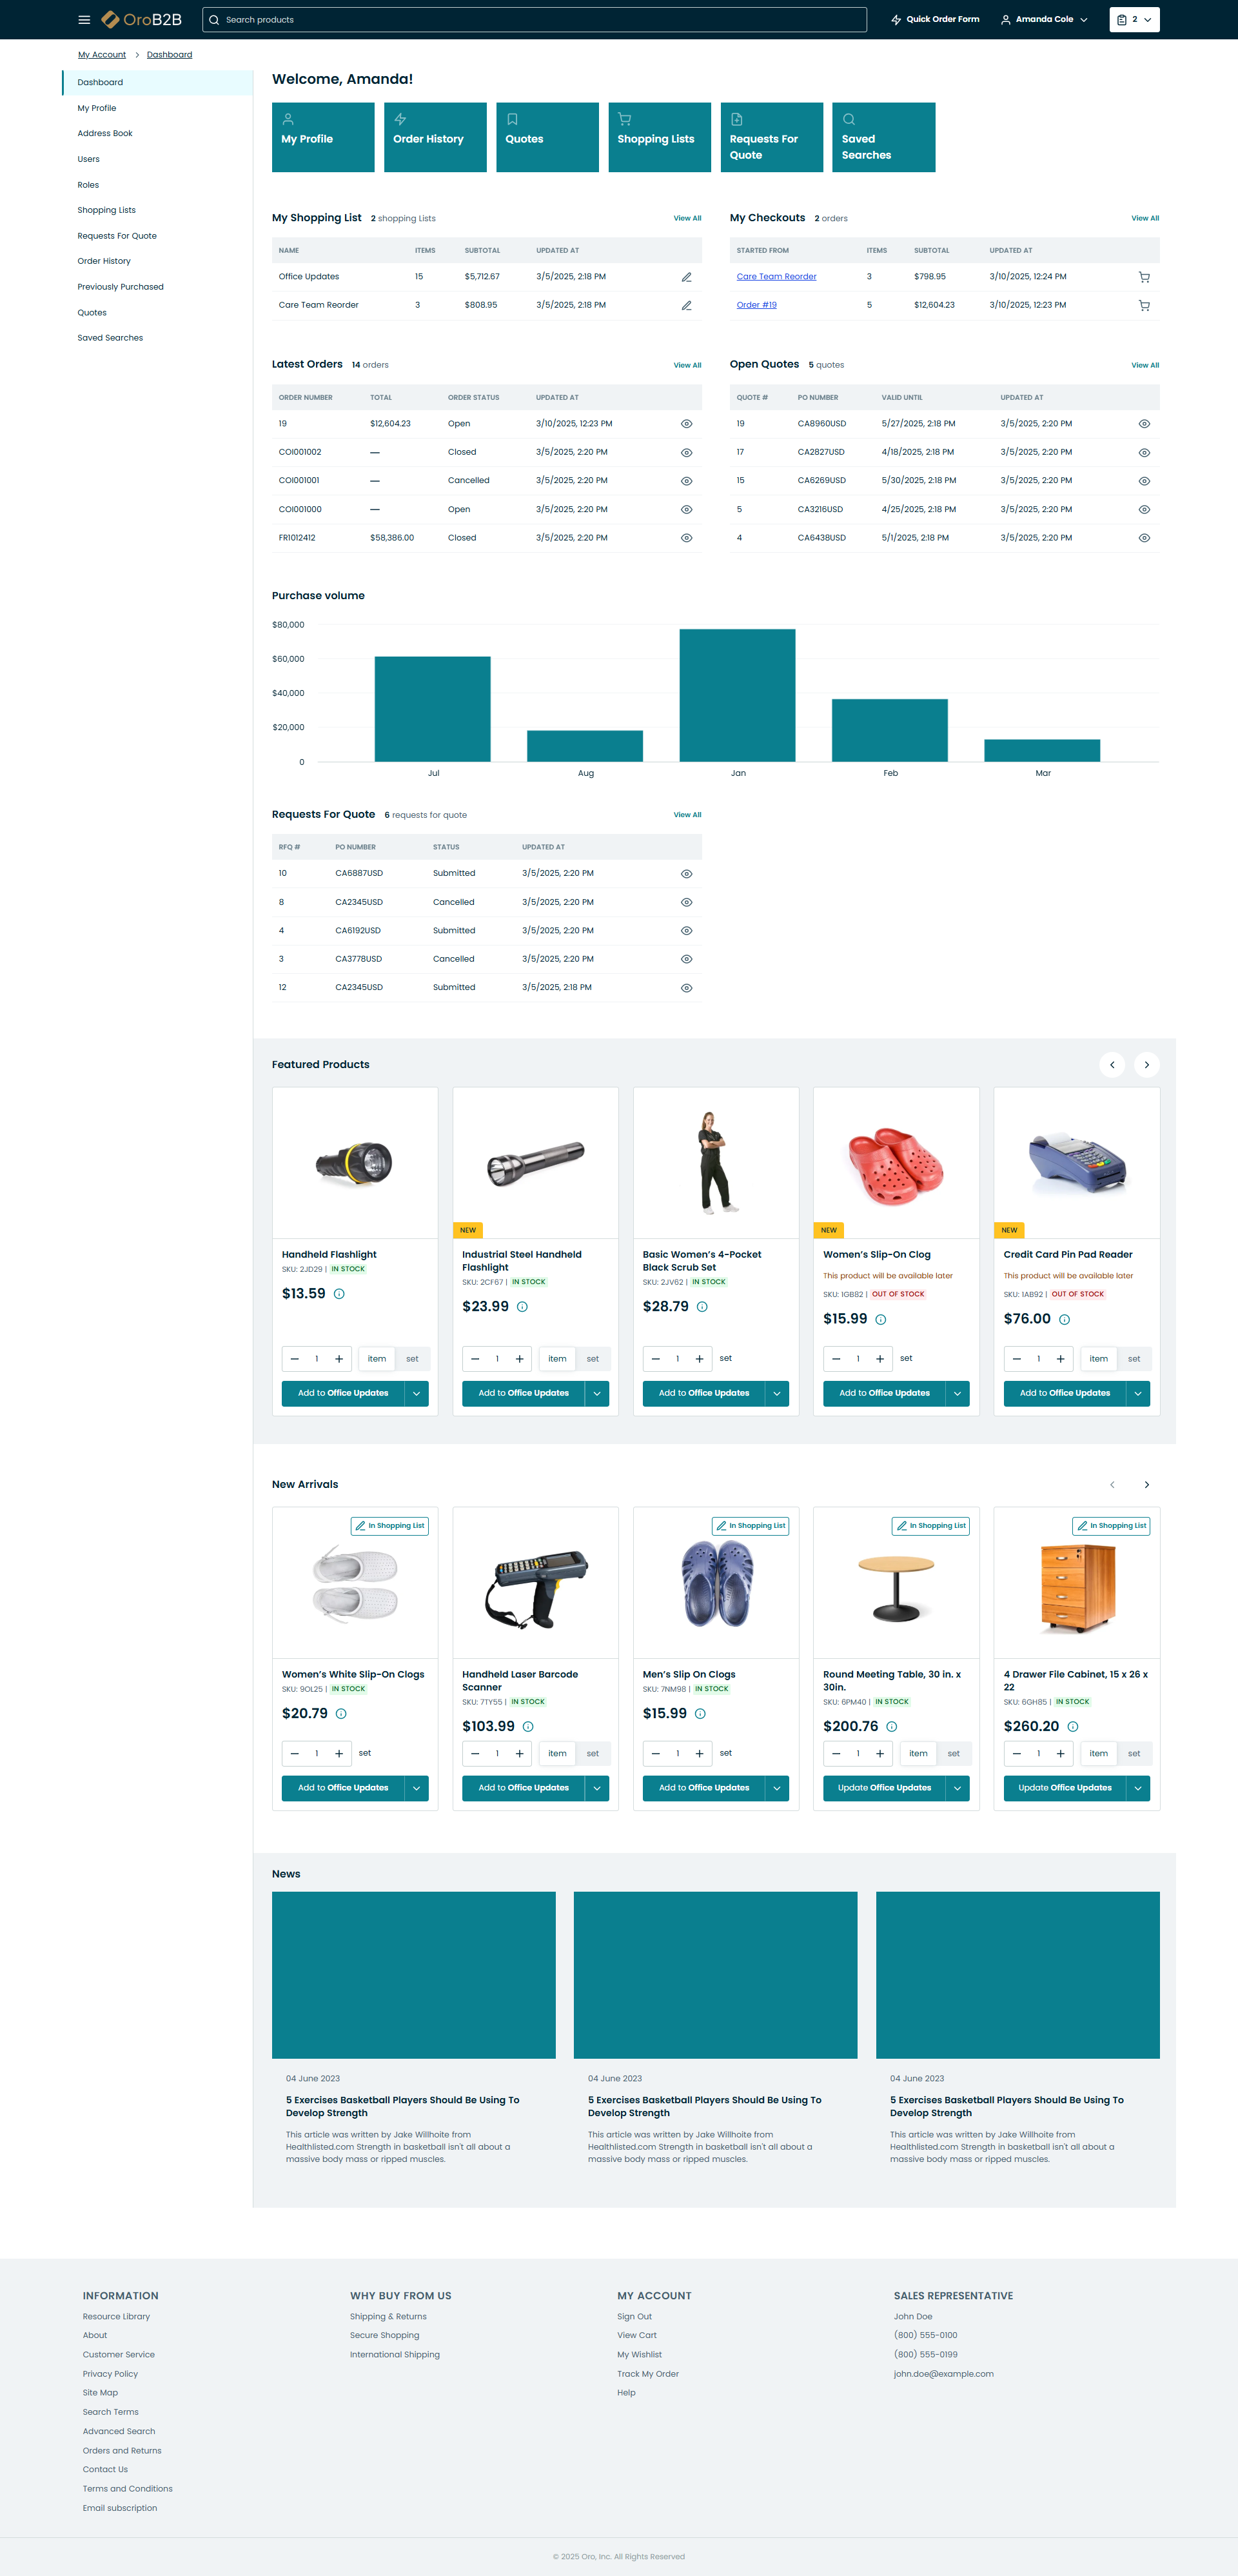 OroB2B
Search products
Quick Order Form
Amanda Cole
2
My Account > Dashboard
Dashboard
My Profile
Address Book
Users
Roles
Shopping Lists
Requests For Quote
Order History
Previously Purchased
Quotes
Saved Searches
Welcome, Amanda!
My Profile
Order History
Quotes
Shopping Lists
Requests For
Quote
Saved
Searches
My Shopping List 2 shopping Lists View All
NAME ITEMS SUBTOTAL UPDATED AT
Office Updates 15 $5,712.67 3/5/2025, 2:18 PM
Care Team Reorder 3 $808.95 3/5/2025, 2:18 PM
My Checkouts 2 orders View All
STARTED FROM ITEMS SUBTOTAL UPDATED AT
Care Team Reorder 3 $798.95 3/10/2025, 12:24 PM
Order #19 5 $12,604.23 3/10/2025, 12:23 PM
Latest Orders 14 orders View All
ORDER NUMBER TOTAL ORDER STATUS UPDATED AT
19 $12,604.23 Open 3/10/2025, 12:23 PM
COI001002 — Closed 3/5/2025, 2:20 PM
COI001001 — Cancelled 3/5/2025, 2:20 PM
COI001000 — Open 3/5/2025, 2:20 PM
FR1012412 $58,386.00 Closed 3/5/2025, 2:20 PM
Open Quotes 5 quotes View All
QUOTE # PO NUMBER VALID UNTIL UPDATED AT
19 CA8960USD 5/27/2025, 2:18 PM 3/5/2025, 2:20 PM
17 CA2827USD 4/18/2025, 2:18 PM 3/5/2025, 2:20 PM
15 CA6269USD 5/30/2025, 2:18 PM 3/5/2025, 2:20 PM
5 CA3216USD 4/25/2025, 2:18 PM 3/5/2025, 2:20 PM
4 CA6438USD 5/1/2025, 2:18 PM 3/5/2025, 2:20 PM
Purchase volume
$80,000
$60,000
$40,000
$20,000
0
Jul Aug Jan Feb Mar
Requests For Quote 6 requests for quote View All
RFQ # PO NUMBER STATUS UPDATED AT
10 CA6887USD Submitted 3/5/2025, 2:20 PM
8 CA2345USD Cancelled 3/5/2025, 2:20 PM
4 CA6192USD Submitted 3/5/2025, 2:20 PM
3 CA3778USD Cancelled 3/5/2025, 2:20 PM
12 CA2345USD Submitted 3/5/2025, 2:18 PM
Featured Products
Handheld Flashlight
SKU: 2JD29 | IN STOCK
$13.59
1 item set
Add to Office Updates
NEW
Industrial Steel Handheld
Flashlight
SKU: 2CF67 | IN STOCK
$23.99
1 item set
Add to Office Updates
Basic Women's 4-Pocket
Black Scrub Set
SKU: 2JV62 | IN STOCK
$28.79
1 set
Add to Office Updates
NEW
Women's Slip-On Clog
This product will be available later
SKU: 1GB82 | OUT OF STOCK
$15.99
1 set
Add to Office Updates
NEW
Credit Card Pin Pad Reader
This product will be available later
SKU: 1AB92 | OUT OF STOCK
$76.00
1 item set
Add to Office Updates
New Arrivals
In Shopping List
Women's White Slip-On Clogs
SKU: 9OL25 | IN STOCK
$20.79
1 set
Add to Office Updates
Handheld Laser Barcode
Scanner
SKU: 7TY55 | IN STOCK
$103.99
1 item set
Add to Office Updates
In Shopping List
Men's Slip On Clogs
SKU: 7NM98 | IN STOCK
$15.99
1 set
Add to Office Updates
In Shopping List
Round Meeting Table, 30 in. x
30in.
SKU: 6PM40 | IN STOCK
$200.76
1 item set
Update Office Updates
In Shopping List
4 Drawer File Cabinet, 15 x 26 x
22
SKU: 6GH85 | IN STOCK
$260.20
1 item set
Update Office Updates
News
04 June 2023
5 Exercises Basketball Players Should Be Using To
Develop Strength
This article was written by Jake Willhoite from
Healthlisted.com Strength in basketball isn't all about a
massive body mass or ripped muscles.
04 June 2023
5 Exercises Basketball Players Should Be Using To
Develop Strength
This article was written by Jake Willhoite from
Healthlisted.com Strength in basketball isn't all about a
massive body mass or ripped muscles.
04 June 2023
5 Exercises Basketball Players Should Be Using To
Develop Strength
This article was written by Jake Willhoite from
Healthlisted.com Strength in basketball isn't all about a
massive body mass or ripped muscles.
INFORMATION
Resource Library
About
Customer Service
Privacy Policy
Site Map
Search Terms
Advanced Search
Orders and Returns
Contact Us
Terms and Conditions
Email subscription
WHY BUY FROM US
Shipping & Returns
Secure Shopping
International Shipping
MY ACCOUNT
Sign Out
View Cart
My Wishlist
Track My Order
Help
SALES REPRESENTATIVE
John Doe
(800) 555-0100
(800) 555-0199
john.doe@example.com
© 2025 Oro, Inc. All Rights Reserved